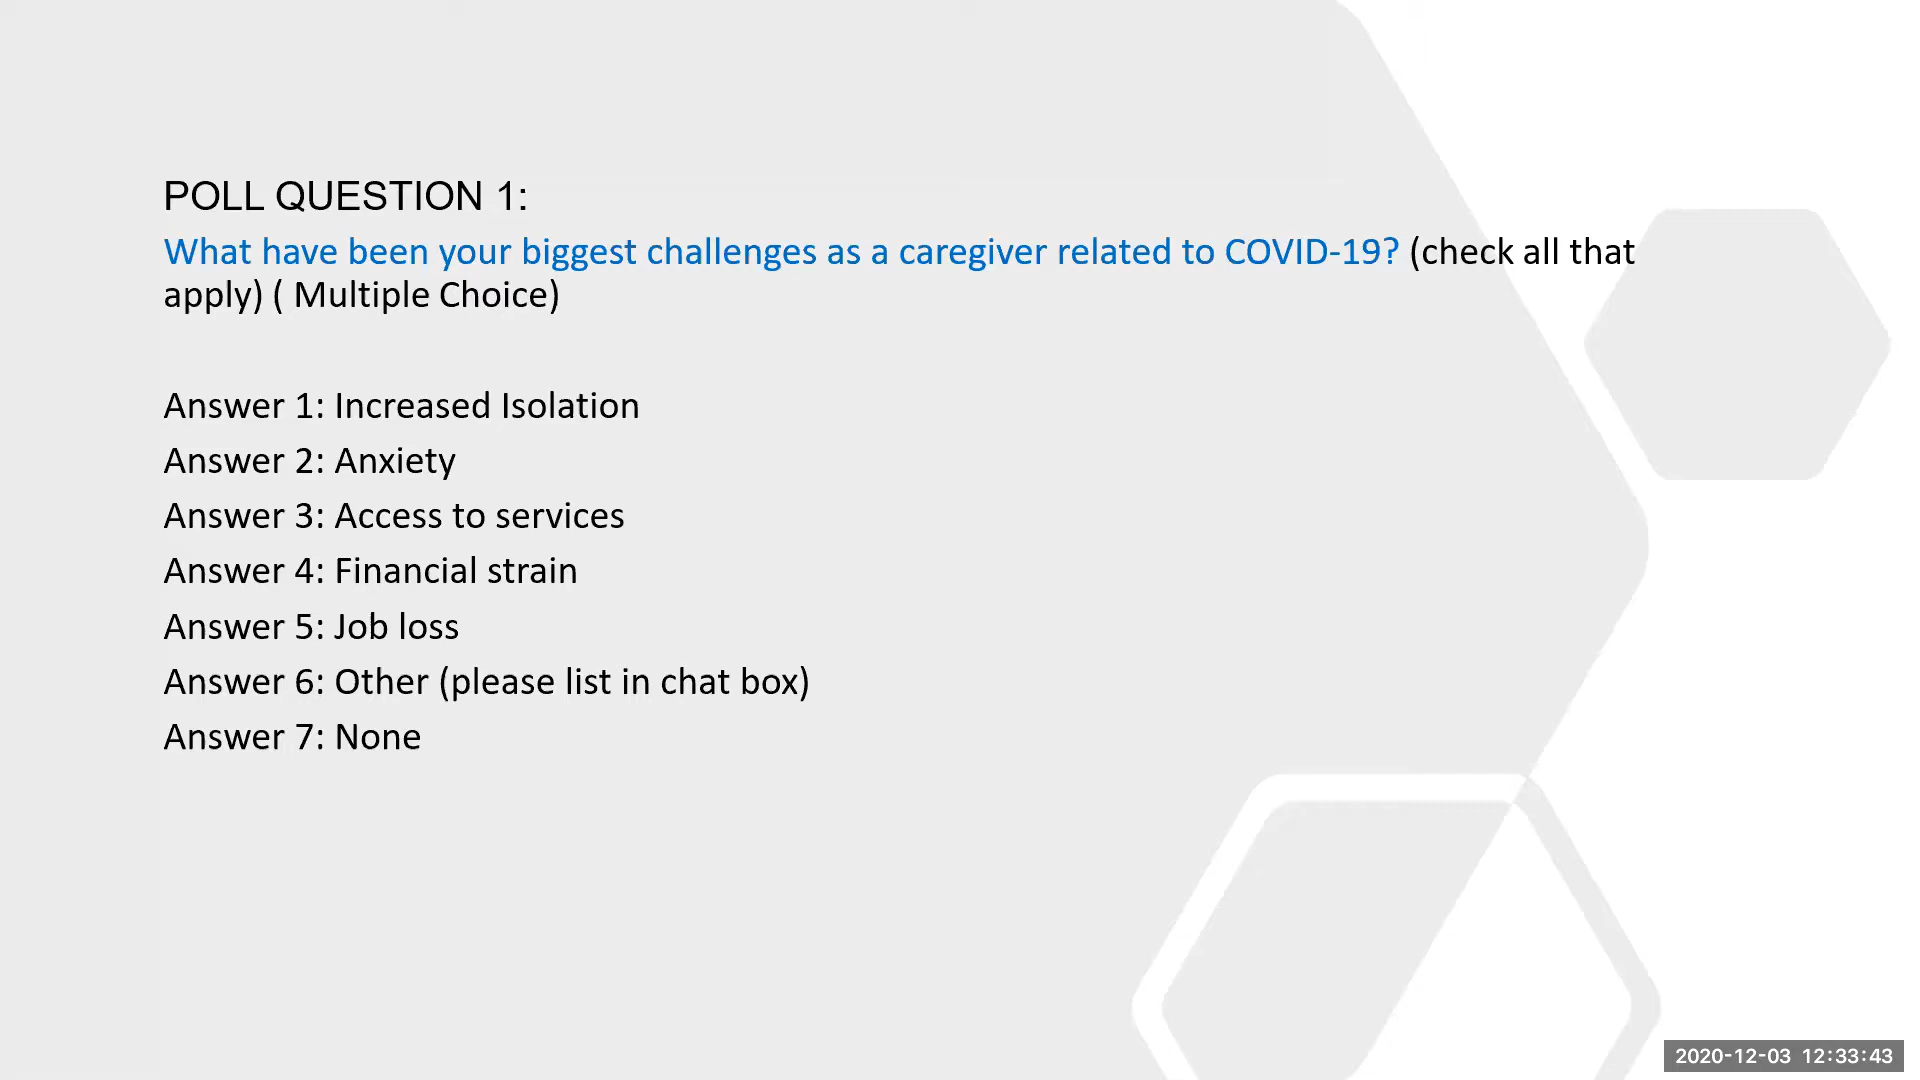 POLL QUESTION 1:
What have been your biggest challenges as a caregiver related to COVID-19? (check all that
apply) ( Multiple Choice)
Answer 1: Increased Isolation
Answer 2: Anxiety
Answer 3: Access to services
Answer 4: Financial strain
Answer 5: Job loss
Answer 6: Other (please list in chat box)
Answer 7: None
2020-12-03 12:33:43